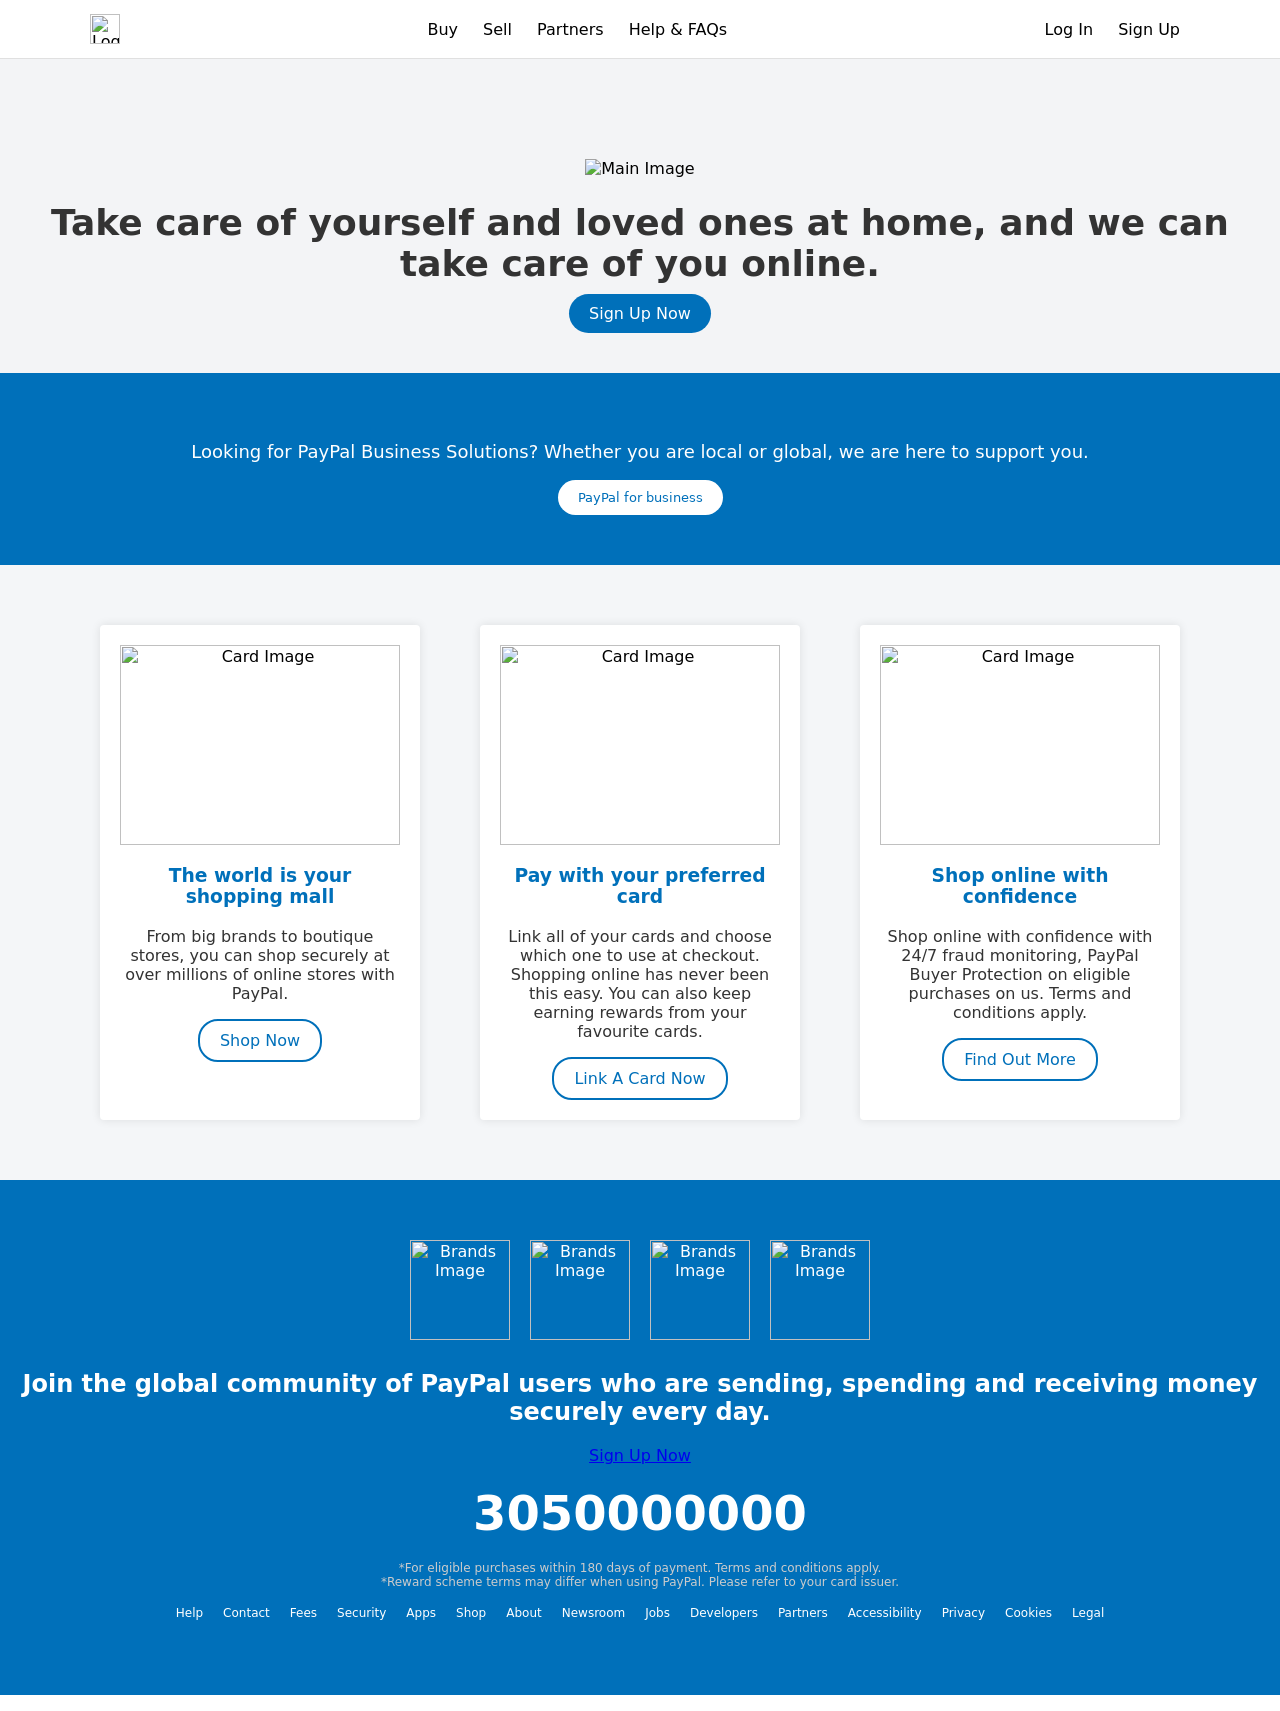 Buy Sell Partners Help & FAQs Log In Sign Up
Main Image
Take care of yourself and loved ones at home, and we can
take care of you online.
Sign Up Now
Looking for PayPal Business Solutions? Whether you are local or global, we are here to support you.
PayPal for business
Card Image
The world is your
shopping mall
From big brands to boutique
stores, you can shop securely at
over millions of online stores with
PayPal.
Shop Now
Card Image
Pay with your preferred
card
Link all of your cards and choose
which one to use at checkout.
Shopping online has never been
this easy. You can also keep
earning rewards from your
favourite cards.
Link A Card Now
Card Image
Shop online with
confidence
Shop online with confidence with
24/7 fraud monitoring, PayPal
Buyer Protection on eligible
purchases on us. Terms and
conditions apply.
Find Out More
Brands
Image
Brands
Image
Brands
Image
Brands
Image
Join the global community of PayPal users who are sending, spending and receiving money
securely every day.
Sign Up Now
3050000000
*For eligible purchases within 180 days of payment. Terms and conditions apply.
*Reward scheme terms may differ when using PayPal. Please refer to your card issuer.
Help Contact Fees Security Apps Shop About Newsroom Jobs Developers Partners Accessibility Privacy Cookies Legal